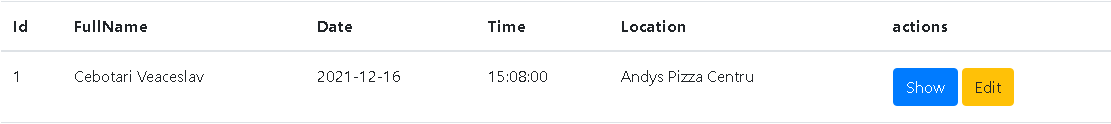 Id FullName Date Time Location actions
1 Cebotari Veaceslav 2021-12-16 15:08:00 Andys Pizza Centru Show Edit